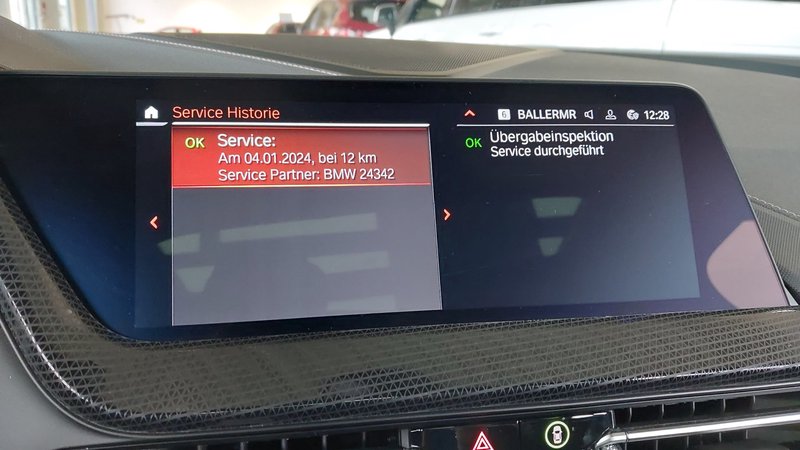 Service Historie
6 BALLERMR 12:28
OK Service:
Am 04.01.2024, bei 12 km
Service Partner: BMW 24342
OK Übergabeinspektion
Service durchgeführt